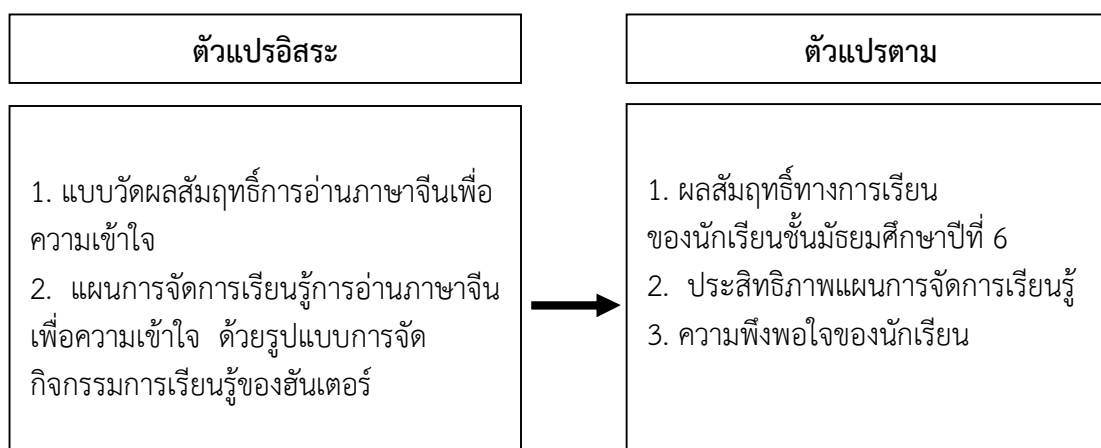 ตัวแปรอิสระ
1. แบบวัดผลสัมฤทธิ์การอ่านภาษาจีนเพื่อ
ความเข้าใจ
2. แผนการจัดการเรียนรู้การอ่านภาษาจีน
เพื่อความเข้าใจ ด้วยรูปแบบการจัด
กิจกรรมการเรียนรู้ของฮันเตอร์
ตัวแปรตาม
1. ผลสัมฤทธิ์ทางการเรียน
ของนักเรียนชั้นมัธยมศึกษาปีที่ 6
2. ประสิทธิภาพแผนการจัดการเรียนรู้
3. ความพึงพอใจของนักเรียน